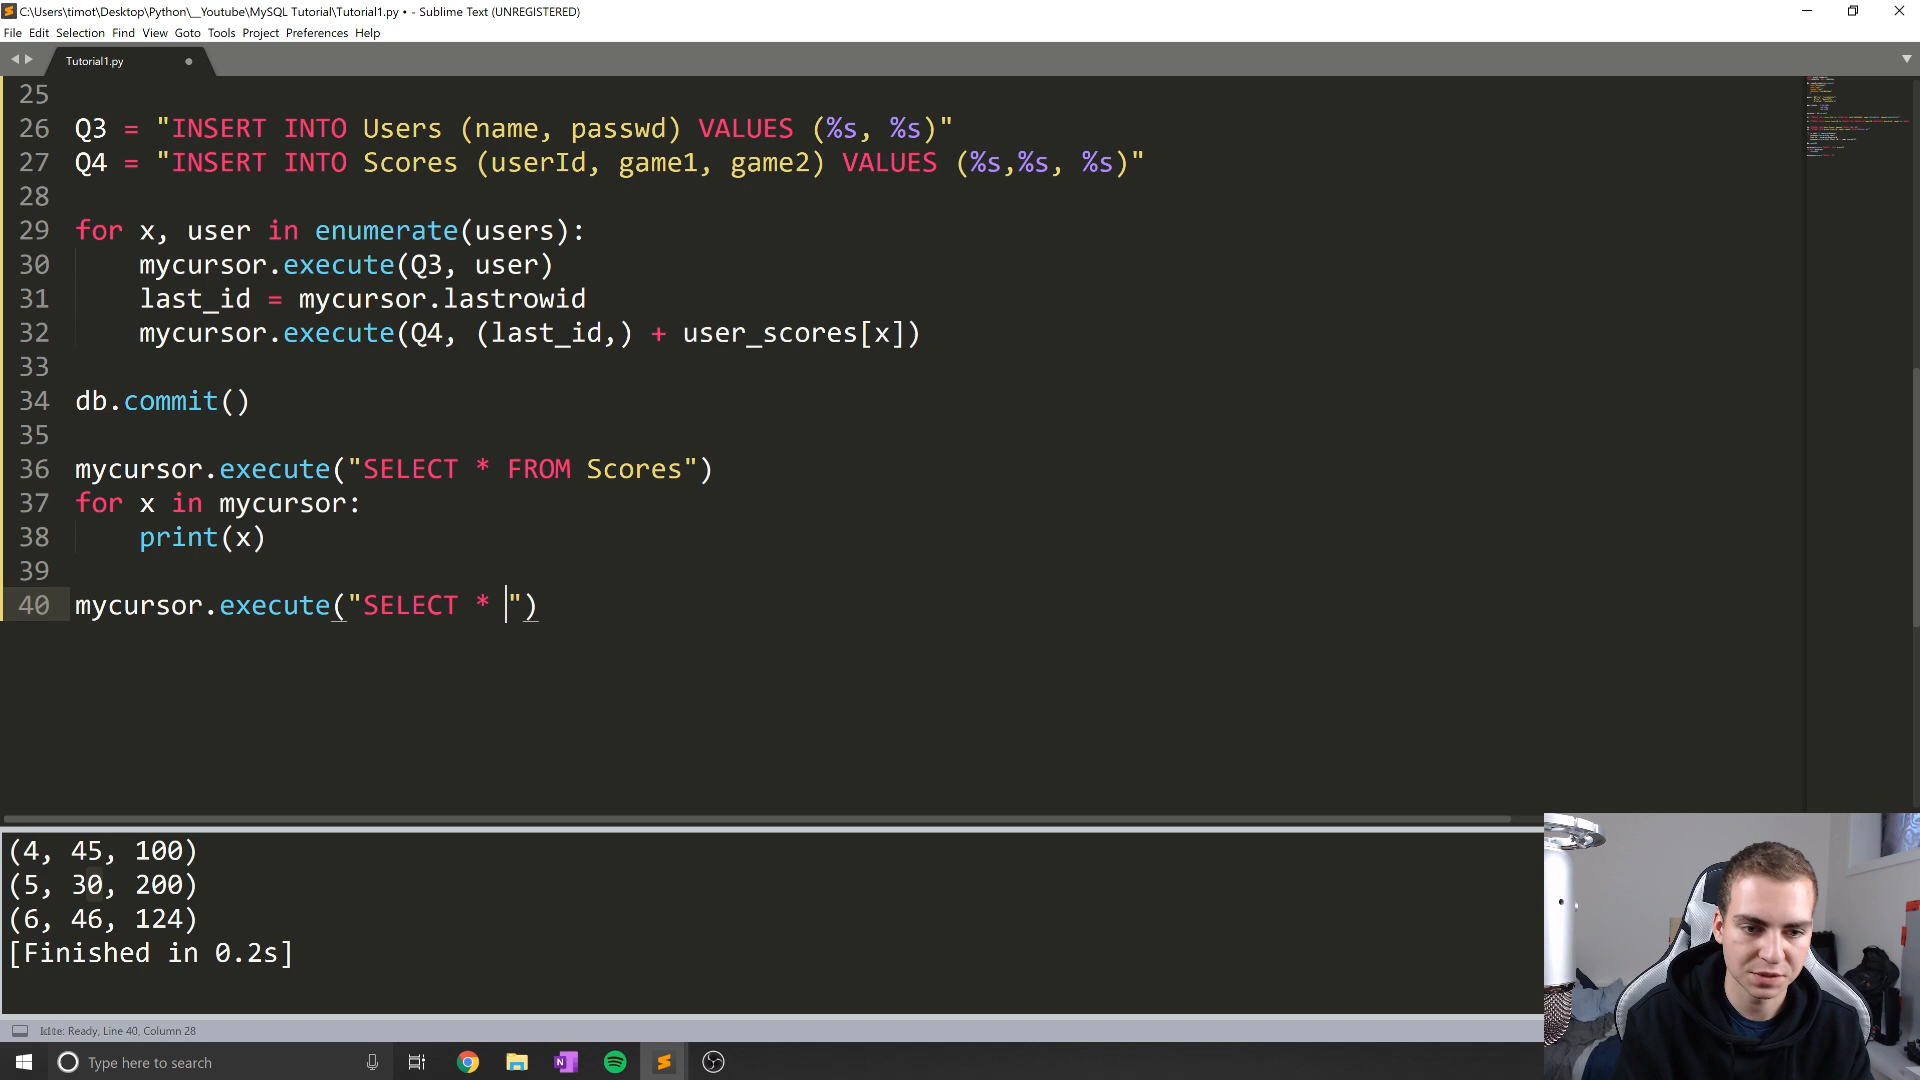 C:\Users\timot\Desktop\Python\__Youtube\MySQL Tutorial\Tutorial1.py • - Sublime Text (UNREGISTERED)
File Edit Selection Find View Goto Tools Project Preferences Help
Tutorial1.py
25
26 Q3 = "INSERT INTO Users (name, passwd) VALUES (%s, %s)"
27 Q4 = "INSERT INTO Scores (userId, game1, game2) VALUES (%s,%s, %s)"
28
29 for x, user in enumerate(users):
30 mycursor.execute(Q3, user)
31 last_id = mycursor.lastrowid
32 mycursor.execute(Q4, (last_id,) + user_scores[x])
33
34 db.commit()
35
36 mycursor.execute("SELECT * FROM Scores")
37 for x in mycursor:
38 print(x)
39
40 mycursor.execute("SELECT * ")
(4, 45, 100)
(5, 30, 200)
(6, 46, 124)
[Finished in 0.2s]
Ready, Line 40, Column 28
Type here to search